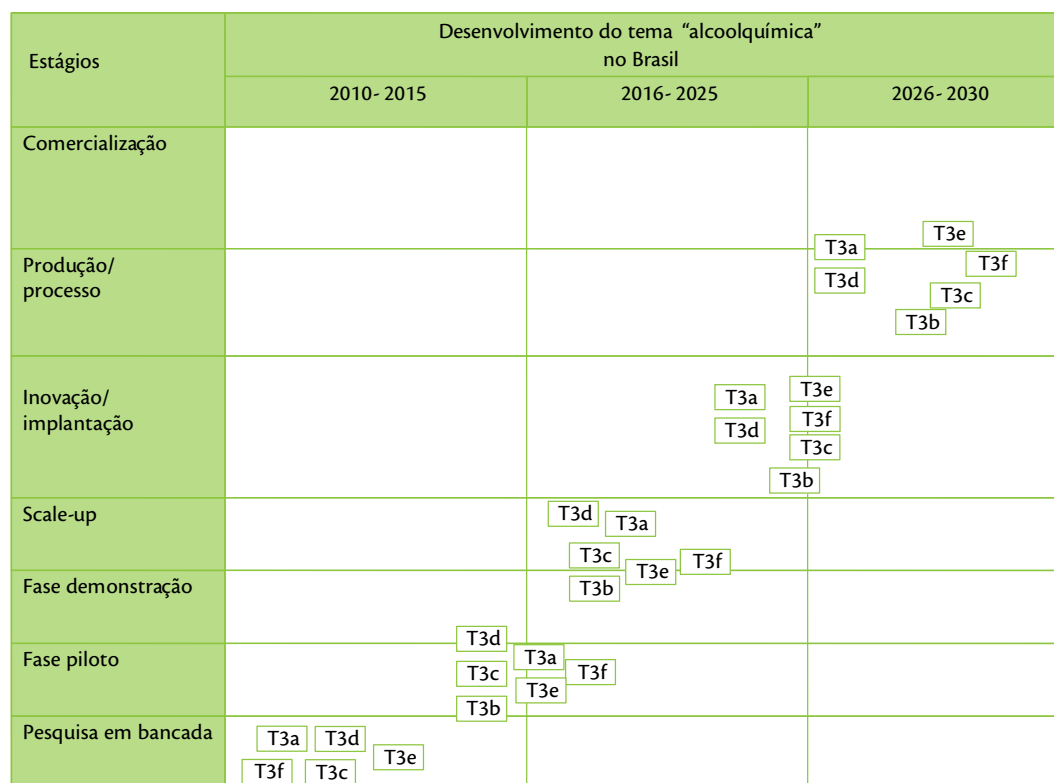 Estágios
Desenvolvimento do tema “alcoolquímica”
no Brasil
2010- 2015
2016- 2025
2026- 2030
Comercialização
T3e
T3a
Produção/
processo
T3f
T3d
T3c
T3b
Inovação/
implantação
T3e
T3a
T3f
T3d
T3c
T3b
Scale-up
T3d
T3a
T3c
T3f
T3e
Fase demonstração
T3b
T3d
Fase piloto
T3a
T3c
T3f
T3e
T3b
Pesquisa em bancada
T3a
T3d
T3e
T3f
T3c